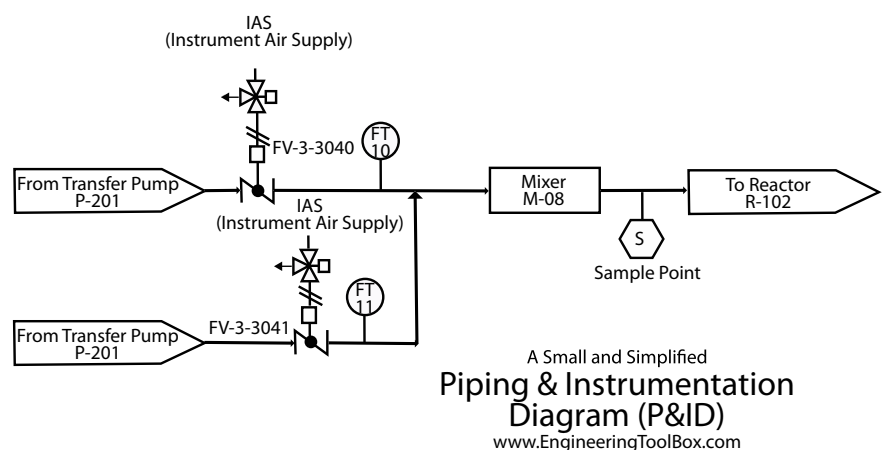 IAS
(Instrument Air Supply)
FV-3-3040
FT
10
From Transfer Pump
P-201
Mixer
M-08
To Reactor
R-102
IAS
(Instrument Air Supply)
S
Sample Point
FT
11
From Transfer Pump
P-201
FV-3-3041
A Small and Simplified
Piping & Instrumentation
Diagram (P&ID)
www.EngineeringToolBox.com